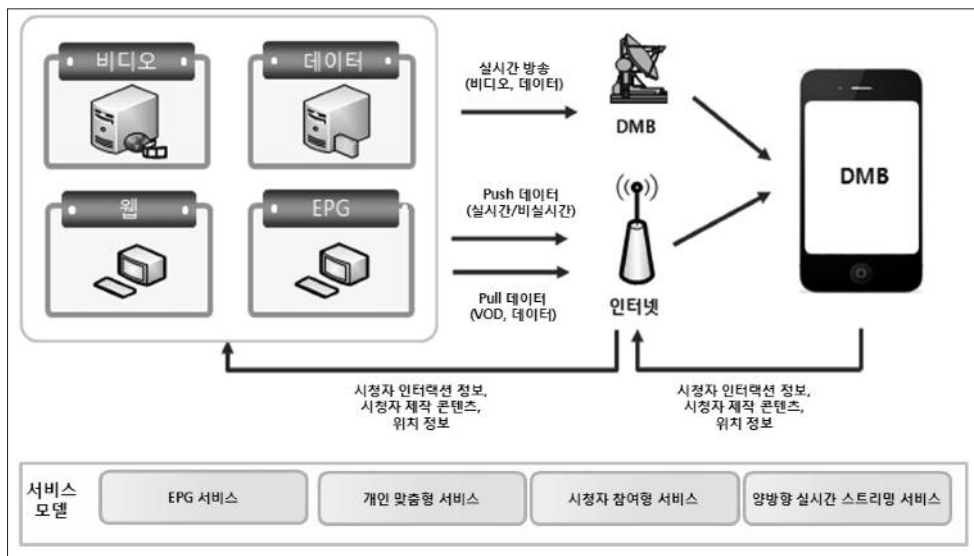 비디오
데이터
웹
EPG
실시간 방송
(비디오, 데이터)
Push 데이터
(실시간/비실시간)
Pull 데이터
(VOD, 데이터)
DMB
인터넷
DMB
시청자 인터랙션 정보,
시청자 제작 콘텐츠,
위치 정보
시청자 인터랙션 정보,
시청자 제작 콘텐츠,
위치 정보
서비스
모델
EPG 서비스
개인 맞춤형 서비스
시청자 참여형 서비스
양방향 실시간 스트리밍 서비스